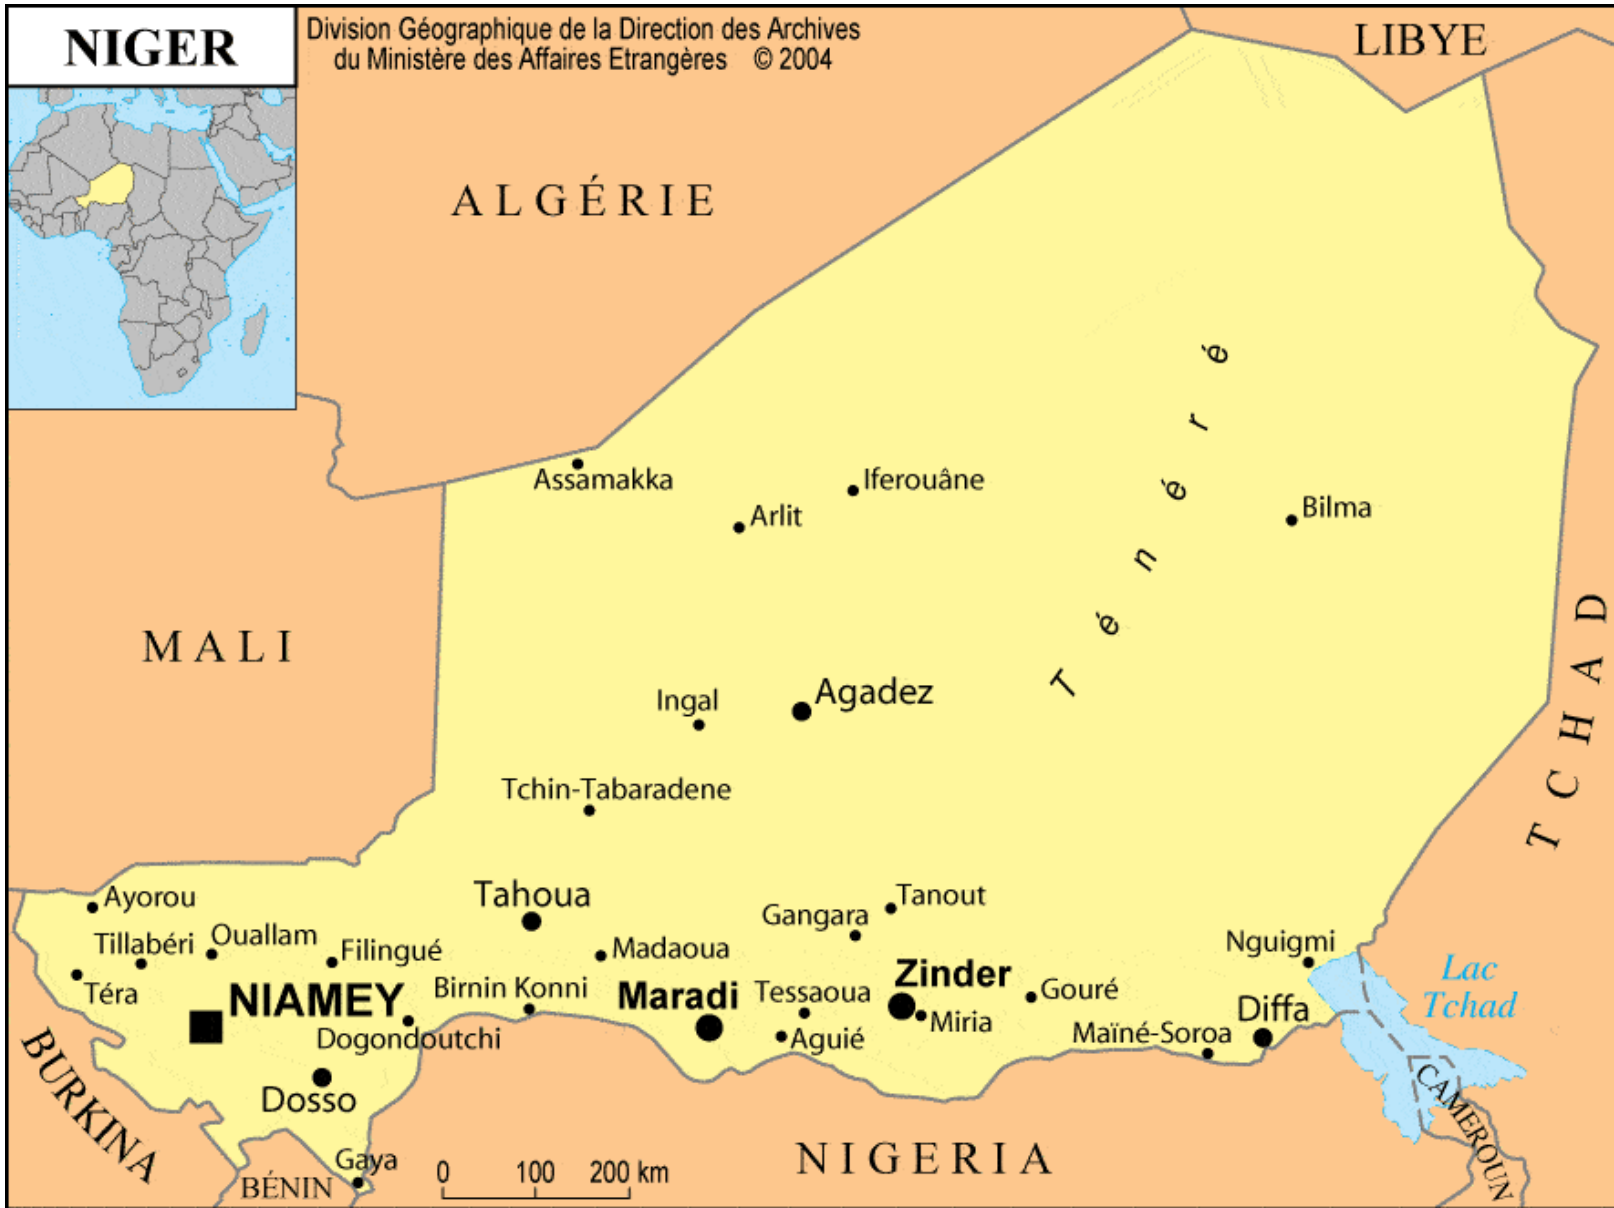 NIGER
Division Géographique de la Direction des Archives
du Ministère des Affaires Etrangères © 2004
LIBYE
ALGÉRIE
Ténéré
Assamakka
Iferouâne
Arlit
Bilma
MALI
TCHAD
Ingal
Agadez
Tchin-Tabaradene
Ayorou
Tahoua
Tanout
Gangara
Tillabéri
Ouallam
Filingué
Madaoua
Nguigmi
Téra
NIAMEY
Birnin Konni
Maradi
Tessaoua
Zinder
Gouré
Lac
Tchad
Diffa
Miria
Maïné-Soroa
Dogondoutchi
Aguié
BURKINA
Dosso
CAMEROUN
Gaya
BÉNIN
0 100 200 km
NIGERIA